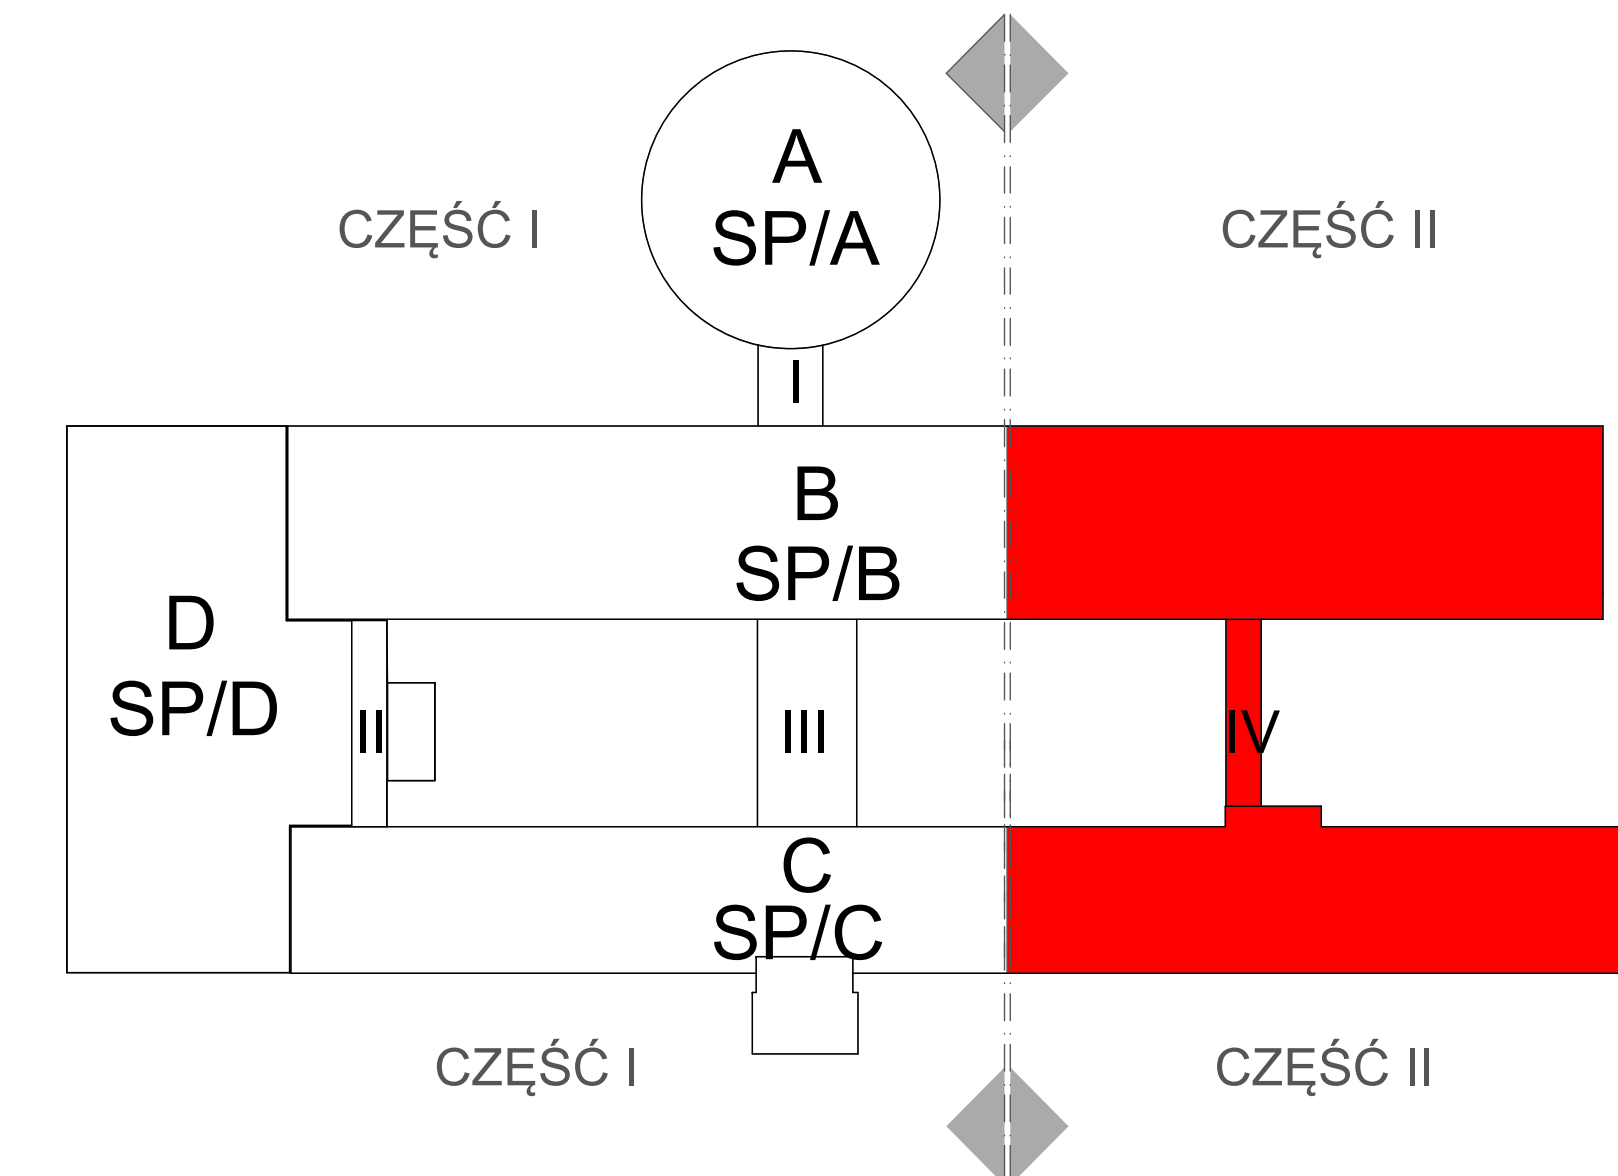 A
SP/A
CZĘŚĆ I
CZĘŚĆ II
I
B
SP/B
D
SP/D
II
III
IV
C
SP/C
CZĘŚĆ I
CZĘŚĆ II